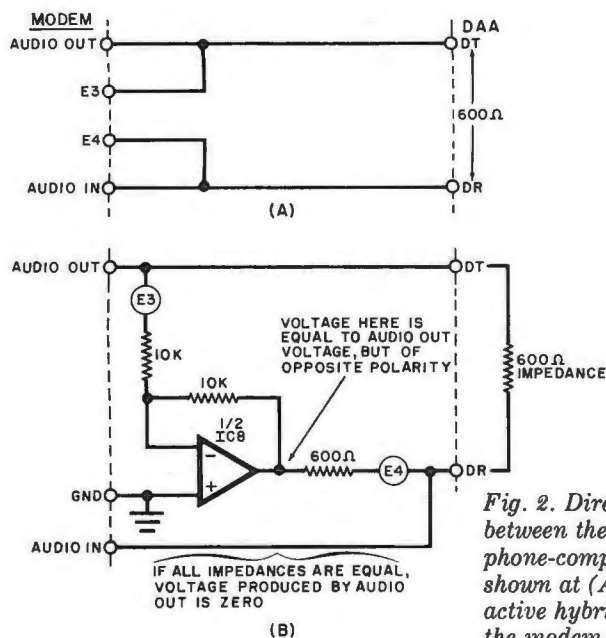 MODEM
DAA
AUDIO OUT
DT
E3
600Ω
E4
AUDIO IN
DR
(A)
AUDIO OUT
DT
E3
VOLTAGE HERE IS
EQUAL TO AUDIO OUT
VOLTAGE, BUT OF
OPPOSITE POLARITY
10K
10K
600Ω
IMPEDANCE
1/2
IC8
600Ω
-
+
E4
DR
GND
AUDIO IN
IF ALL IMPEDANCES ARE EQUAL,
VOLTAGE PRODUCED BY AUDIO
OUT IS ZERO
(B)
Fig. 2. Dire
between the
phone-comp
shown at (A
active hybri
the modem